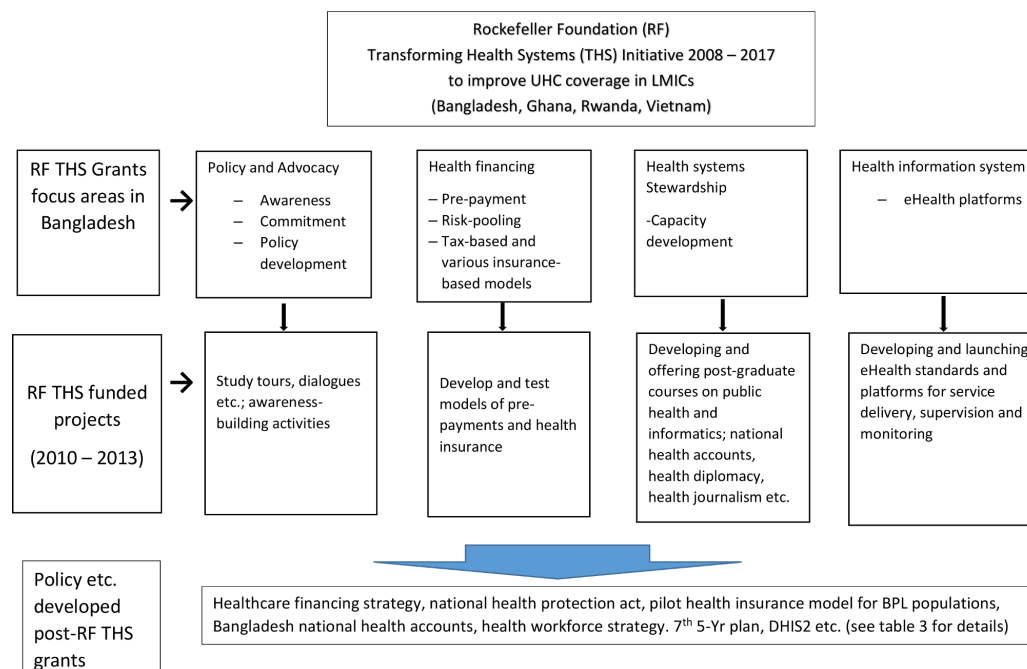 Rockefeller Foundation (RF)
Transforming Health Systems (THS) Initiative 2008 – 2017
to improve UHC coverage in LMICs
(Bangladesh, Ghana, Rwanda, Vietnam)
RF THS Grants
focus areas in
Bangladesh
Policy and Advocacy
– Awareness
– Commitment
– Policy
development
Health financing
– Pre-payment
– Risk-pooling
– Tax-based and
various insurance-
based models
Health systems
Stewardship
-Capacity
development
Health information system
– eHealth platforms
RF THS funded
projects
(2010 – 2013)
Study tours, dialogues
etc.; awareness-
building activities
Develop and test
models of pre-
payments and health
insurance
Developing and
offering post-graduate
courses on public
health and
informatics; national
health accounts,
health diplomacy,
health journalism etc.
Developing and launching
eHealth standards and
platforms for service
delivery, supervision and
monitoring
Policy etc.
developed
post-RF THS
grants
Healthcare financing strategy, national health protection act, pilot health insurance model for BPL populations,
Bangladesh national health accounts, health workforce strategy. 7th 5-Yr plan, DHIS2 etc. (see table 3 for details)